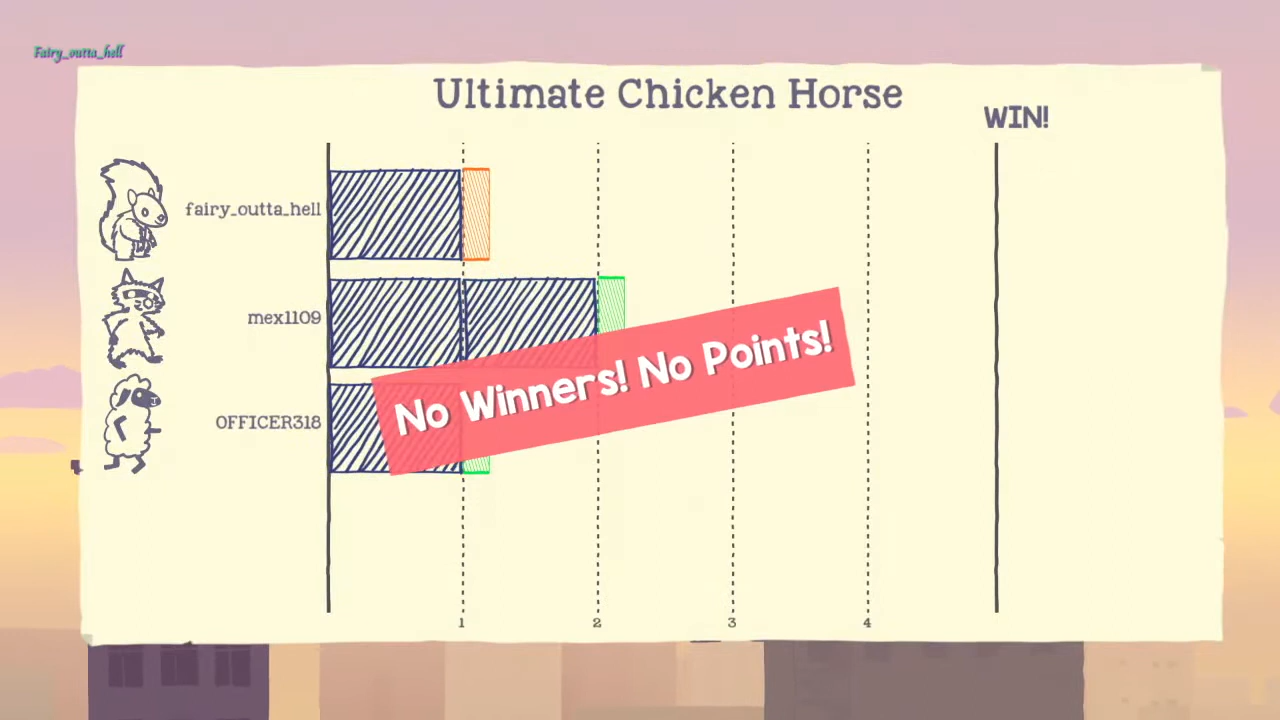 Fairy_outta_hell
Ultimate Chicken Horse
WIN!
fairy_outta_hell
mex1109
OFFICER318
No Winners! No Points!
1 2 3 4